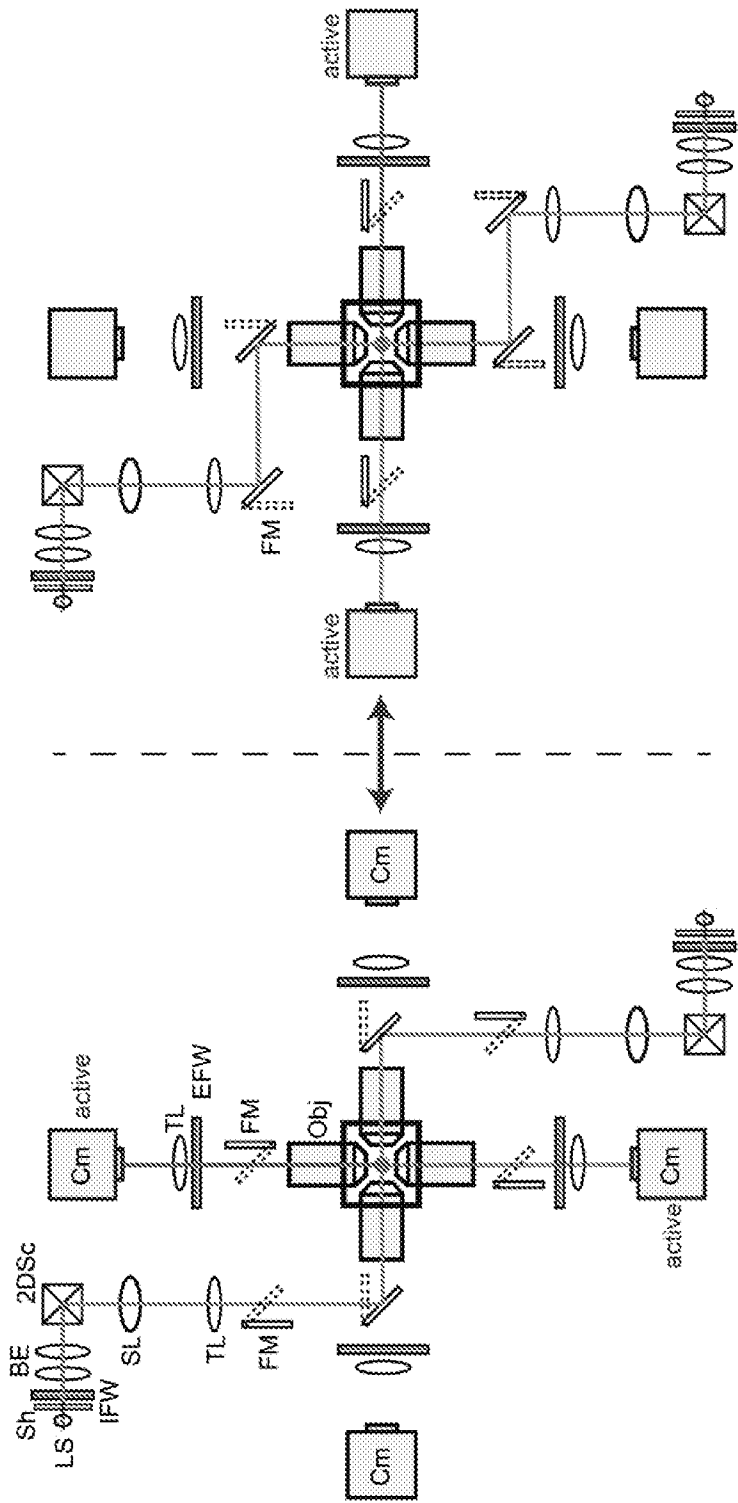 active
FM
active
Cm
active
Cm
TL
EFW
FM
Obj
2DSc
BE
Sh
LS
IFW
SL
TL
FM
Cm
active
Cm